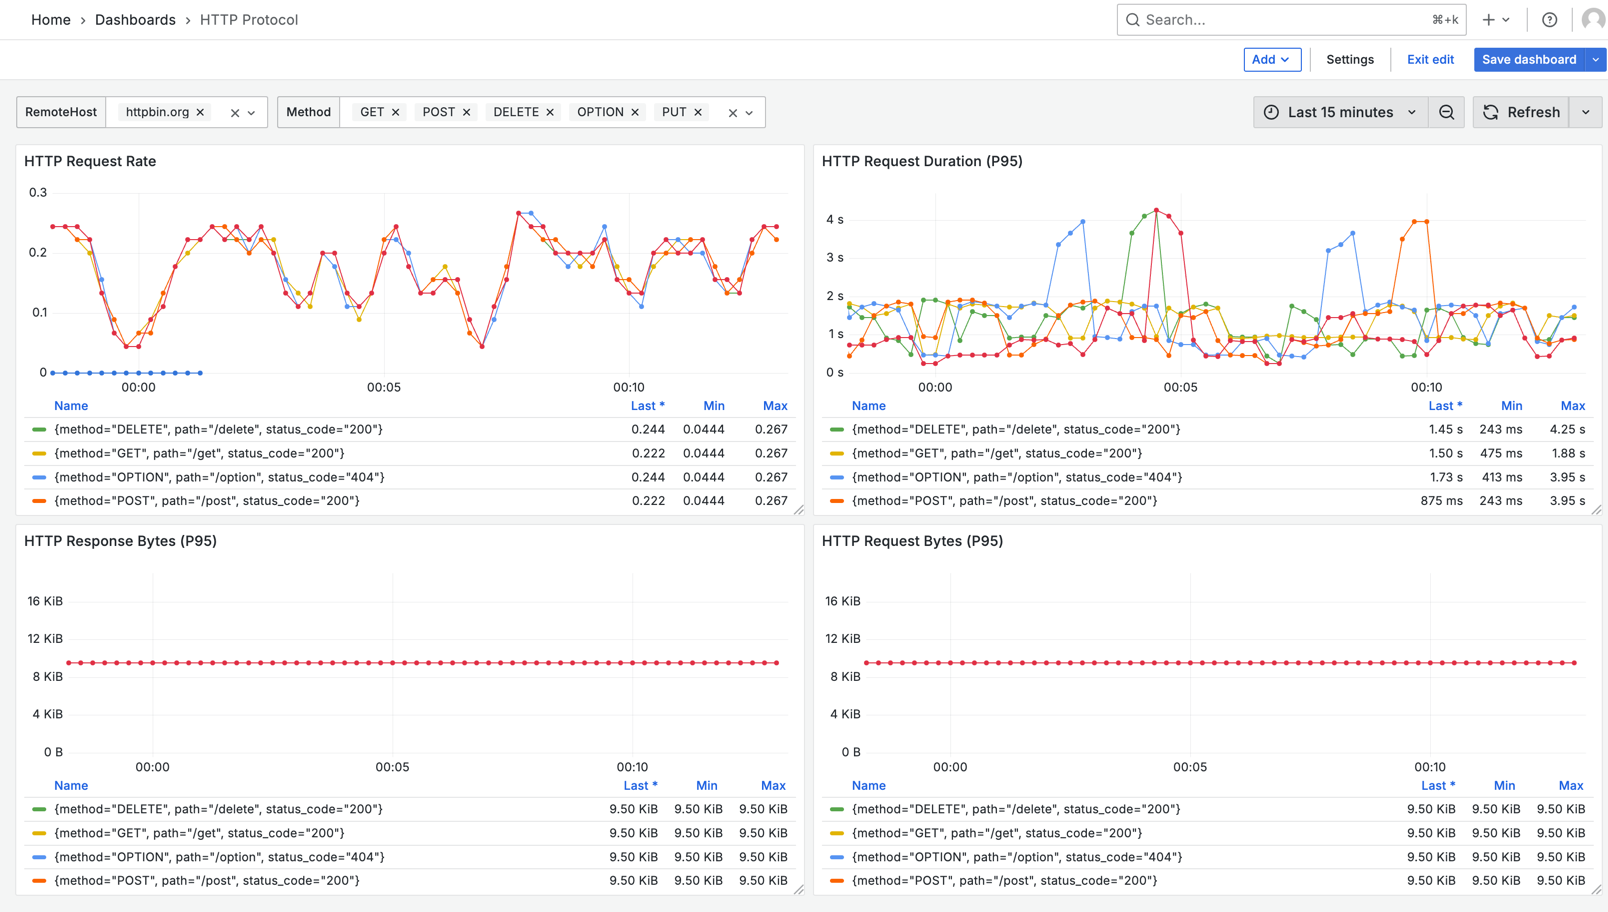 Home › Dashboards › HTTP Protocol
Search... ⌘+k
Add
Settings
Exit edit
Save dashboard
RemoteHost httpbin.org
Method GET POST DELETE OPTION PUT
Last 15 minutes
Refresh
HTTP Request Rate
0.3
0.2
0.1
0
00:00 00:05 00:10
Name Last * Min Max
{method="DELETE", path="/delete", status_code="200"} 0.244 0.0444 0.267
{method="GET", path="/get", status_code="200"} 0.222 0.0444 0.267
{method="OPTION", path="/option", status_code="404"} 0.244 0.0444 0.267
{method="POST", path="/post", status_code="200"} 0.222 0.0444 0.267
HTTP Request Duration (P95)
4 s
3 s
2 s
1 s
0 s
00:00 00:05 00:10
Name Last * Min Max
{method="DELETE", path="/delete", status_code="200"} 1.45 s 243 ms 4.25 s
{method="GET", path="/get", status_code="200"} 1.50 s 475 ms 1.88 s
{method="OPTION", path="/option", status_code="404"} 1.73 s 413 ms 3.95 s
{method="POST", path="/post", status_code="200"} 875 ms 243 ms 3.95 s
HTTP Response Bytes (P95)
16 KiB
12 KiB
8 KiB
4 KiB
0 B
00:00 00:05 00:10
Name Last * Min Max
{method="DELETE", path="/delete", status_code="200"} 9.50 KiB 9.50 KiB 9.50 KiB
{method="GET", path="/get", status_code="200"} 9.50 KiB 9.50 KiB 9.50 KiB
{method="OPTION", path="/option", status_code="404"} 9.50 KiB 9.50 KiB 9.50 KiB
{method="POST", path="/post", status_code="200"} 9.50 KiB 9.50 KiB 9.50 KiB
HTTP Request Bytes (P95)
16 KiB
12 KiB
8 KiB
4 KiB
0 B
00:00 00:05 00:10
Name Last * Min Max
{method="DELETE", path="/delete", status_code="200"} 9.50 KiB 9.50 KiB 9.50 KiB
{method="GET", path="/get", status_code="200"} 9.50 KiB 9.50 KiB 9.50 KiB
{method="OPTION", path="/option", status_code="404"} 9.50 KiB 9.50 KiB 9.50 KiB
{method="POST", path="/post", status_code="200"} 9.50 KiB 9.50 KiB 9.50 KiB